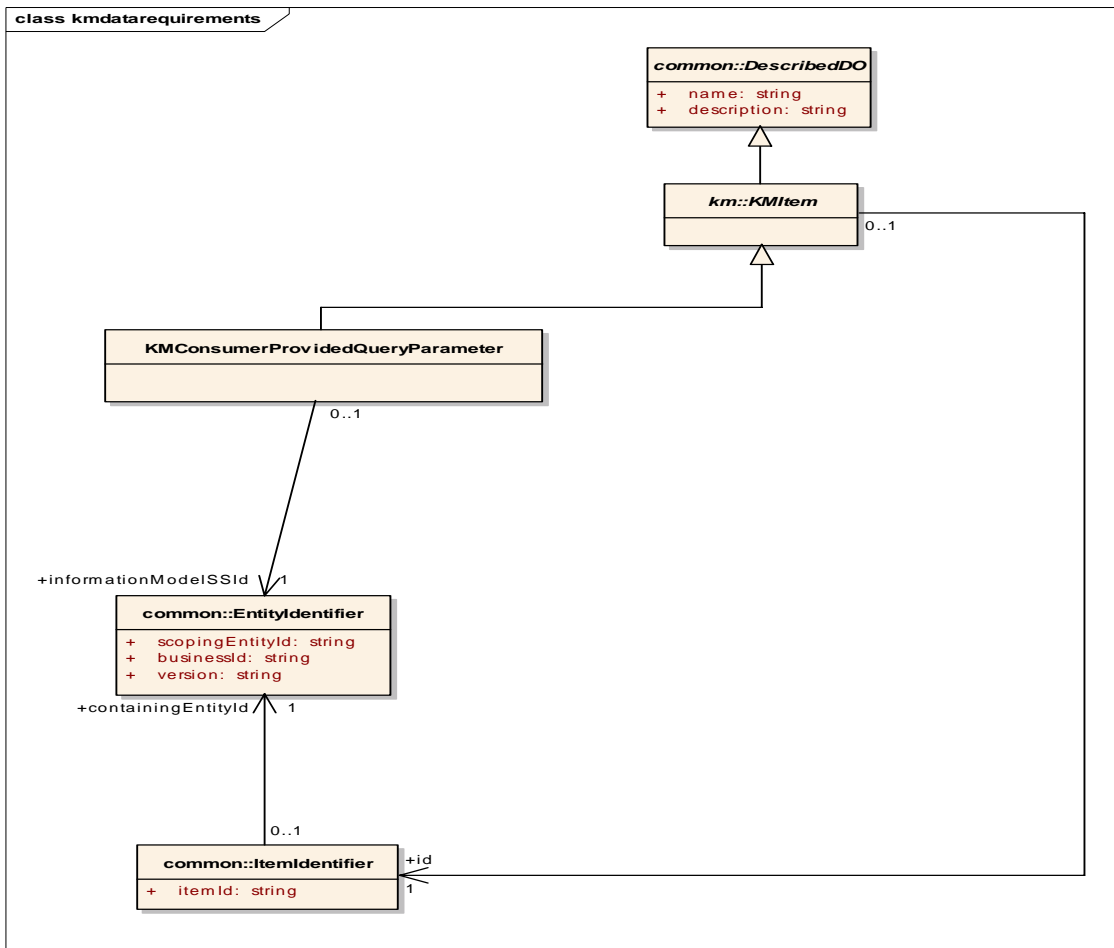 class kmdatarequirements
common::DescribedDO
+ name: string
+ description: string
km::KMItem
0..1
KMConsumerProvidedQueryParameter
0..1
+informationModelSSId 1
common::EntityIdentifier
+ scopingEntityId: string
+ businessId: string
+ version: string
+containingEntityId 1
0..1
common::ItemIdentifier
+ itemId: string
+id
1